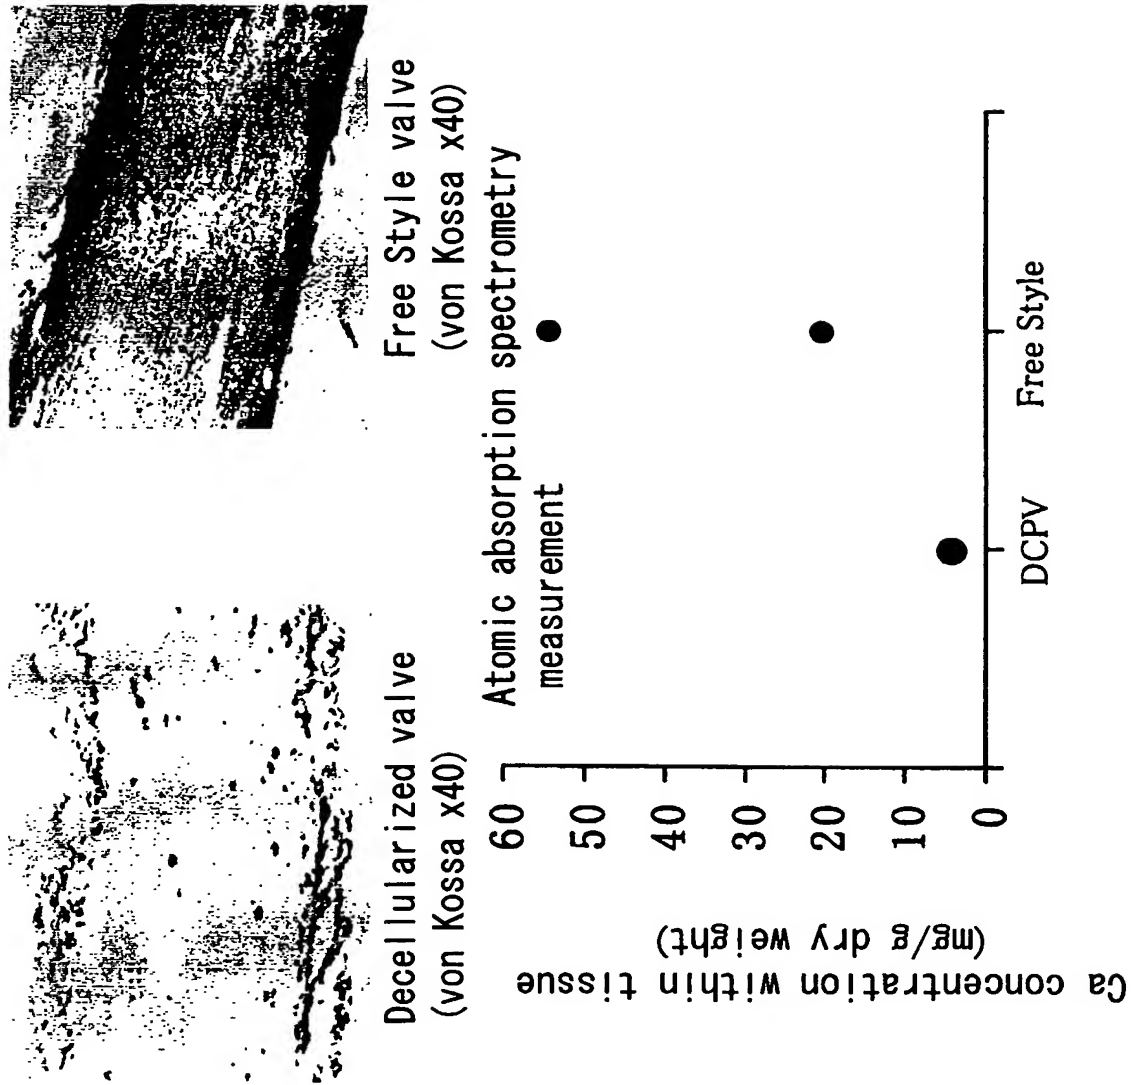 Decellularized valve
(von Kossa x40)
Free Style valve
(von Kossa x40)
Atomic absorption spectrometry
measurement
Ca concentration within tissue
(mg/g dry weight)
60
50
40
30
20
10
0
DCPV
Free Style